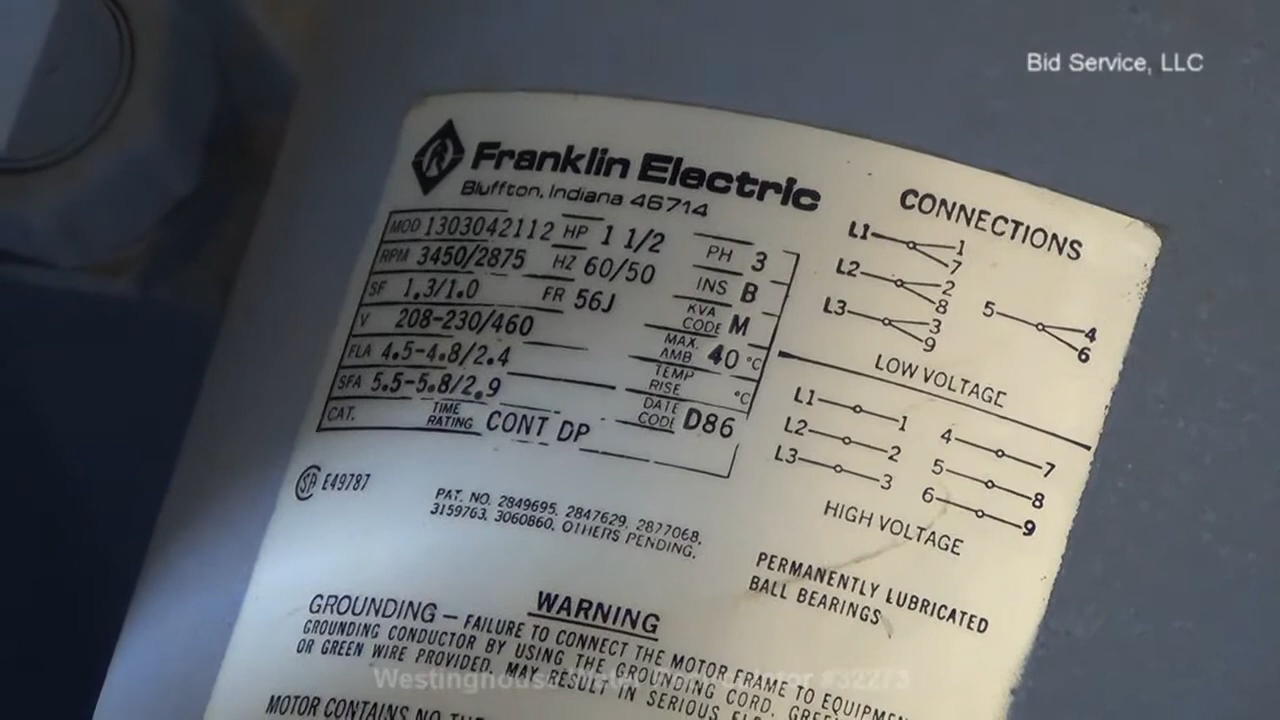 Bid Service, LLC
Franklin Electric
Bluffton, Indiana 46714
MOD 1303042112 HP 1 1/2 PH 3
RPM 3450/2875 HZ 60/50 INS B
SF 1.3/1.0 FR 56J KVA CODE M
V 208-230/460 MAX. AMB 40 °C
FLA 4.5-4.8/2.4 TEMP RISE °C
SFA 5.5-5.8/2.9 DATE CODE D86
CAT. TIME RATING CONT DP
SA E49787
PAT. NO. 2849695, 2847629, 2877068,
3159763, 3060860, OTHERS PENDING.
CONNECTIONS
L1 1
7
L2 2
8
L3 3
9
5 4
6
LOW VOLTAGE
L1 1 4 7
L2 2 5 8
L3 3 6 9
HIGH VOLTAGE
PERMANENTLY LUBRICATED
BALL BEARINGS
WARNING
GROUNDING – FAILURE TO CONNECT THE MOTOR FRAME TO
GROUNDING CONDUCTOR BY USING THE GROUNDING CORD,
OR GREEN WIRE PROVIDED, MAY RESULT IN SERIOUS
MOTOR CONTAINS NO
Westinghouse